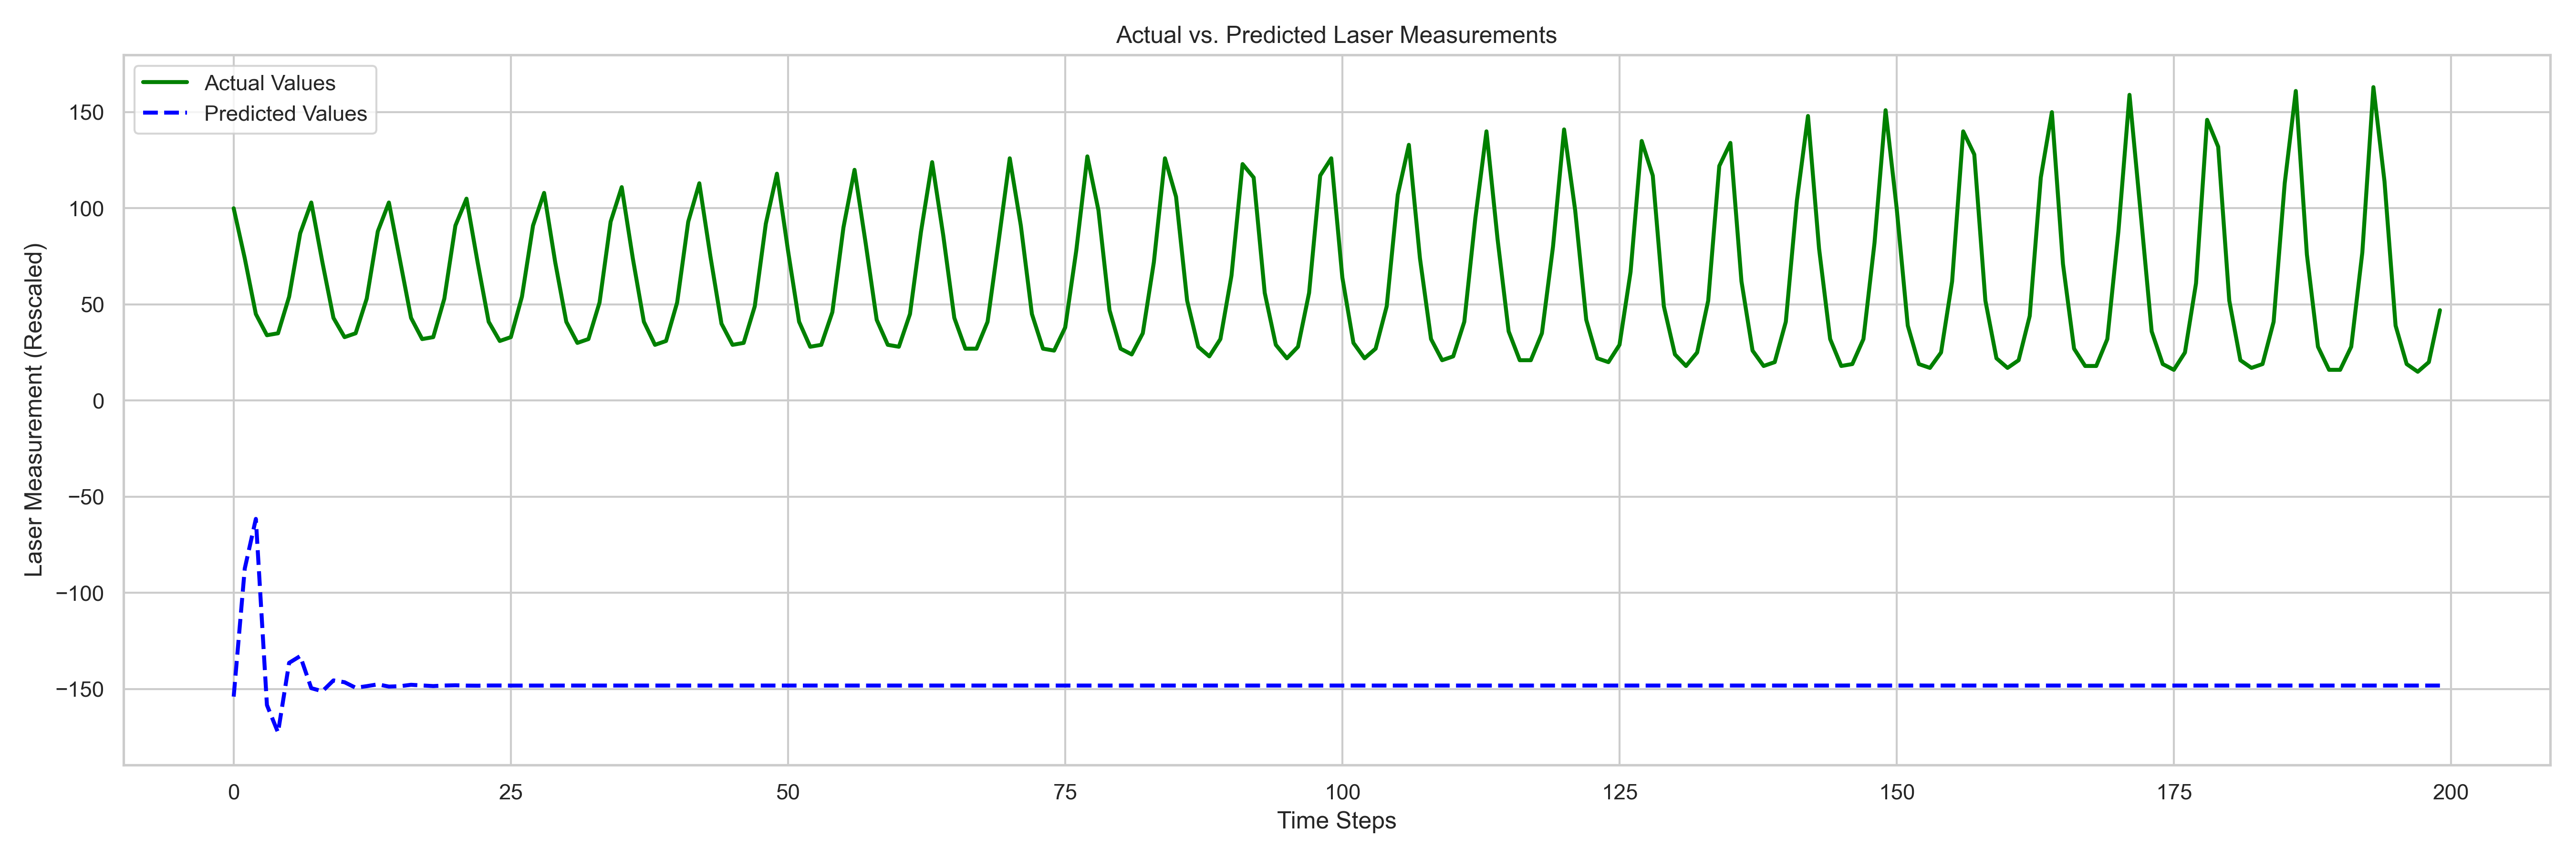 Actual vs. Predicted Laser Measurements
Actual Values
Predicted Values
Laser Measurement (Rescaled)
150
100
50
0
−50
−100
−150
0 25 50 75 100 125 150 175 200
Time Steps